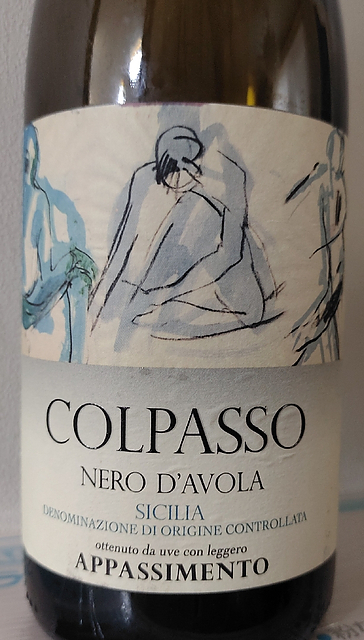 COLPASSO
NERO D'AVOLA
SICILIA
DENOMINAZIONE DI ORIGINE CONTROLLATA
ottenuto da uve con leggero
APPASSIMENTO